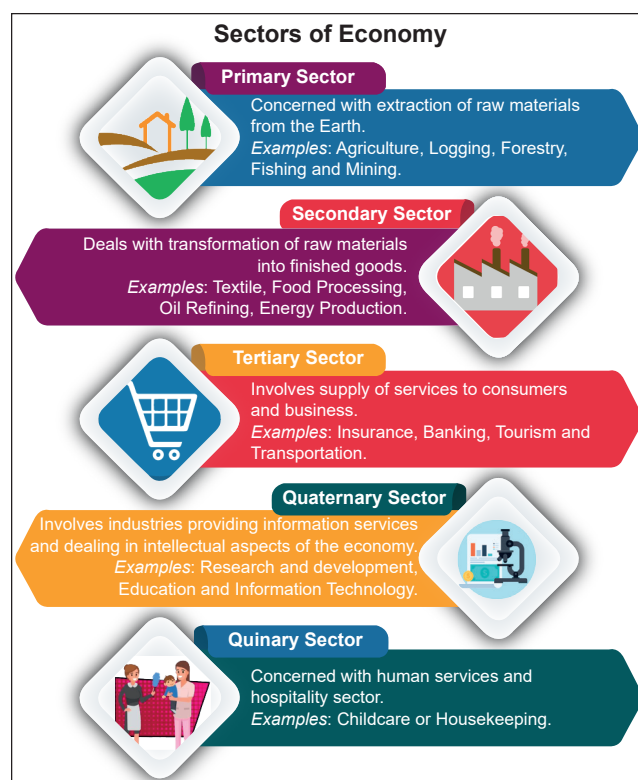 Sectors of Economy
Primary Sector
Concerned with extraction of raw materials
from the Earth.
Examples: Agriculture, Logging, Forestry,
Fishing and Mining.
Secondary Sector
Deals with transformation of raw materials
into finished goods.
Examples: Textile, Food Processing,
Oil Refining, Energy Production.
Tertiary Sector
Involves supply of services to consumers
and business.
Examples: Insurance, Banking, Tourism and
Transportation.
Quaternary Sector
Involves industries providing information services
and dealing in intellectual aspects of the economy.
Examples: Research and development,
Education and Information Technology.
Quinary Sector
Concerned with human services and
hospitality sector.
Examples: Childcare or Housekeeping.